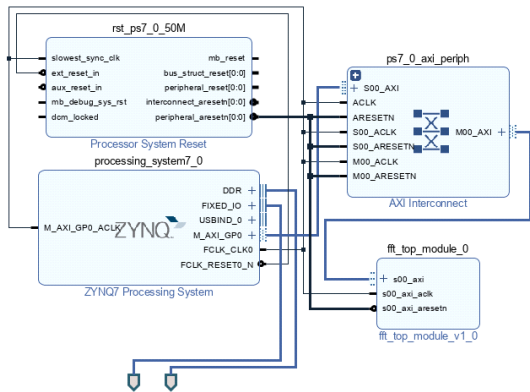 rst_ps7_0_50M
slowest_sync_clk
ext_reset_in
aux_reset_in
mb_debug_sys_rst
dcm_locked
mb_reset
bus_struct_reset[0:0]
peripheral_reset[0:0]
interconnect_aresetn[0:0]
peripheral_aresetn[0:0]
Processor System Reset
ps7_0_axi_periph
S00_AXI
ACLK
ARESETN
S00_ACLK
S00_ARESETN
M00_ACLK
M00_ARESETN
M00_AXI
AXI Interconnect
processing_system7_0
M_AXI_GP0_ACLK
ZYNQ
DDR
FIXED_IO
USBIND_0
M_AXI_GP0
FCLK_CLK0
FCLK_RESET0_N
ZYNQ7 Processing System
fft_top_module_0
s00_axi
s00_axi_aclk
s00_axi_aresetn
fft_top_module_v1_0